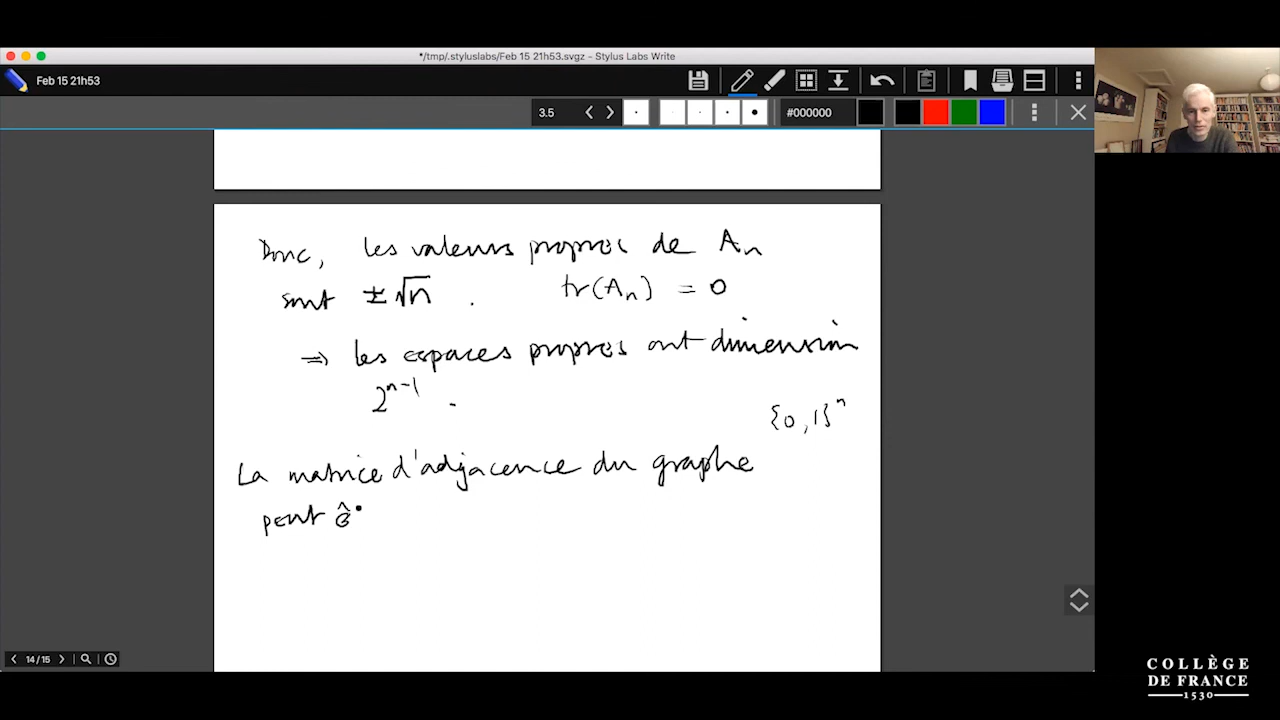 */tmp/.styluslabs/Feb 15 21h53.svgz - Stylus Labs Write
Feb 15 21h53
3.5
#000000
Donc, les valeurs propres de Aₙ
sont ±√n . tr(Aₙ) = 0
⇒ les espaces propres ont dimension
2ⁿ⁻¹ .
{0,1}ⁿ
La matrice d'adjacence du graphe
peut ê
14/15
COLLÈGE
DE FRANCE
1530